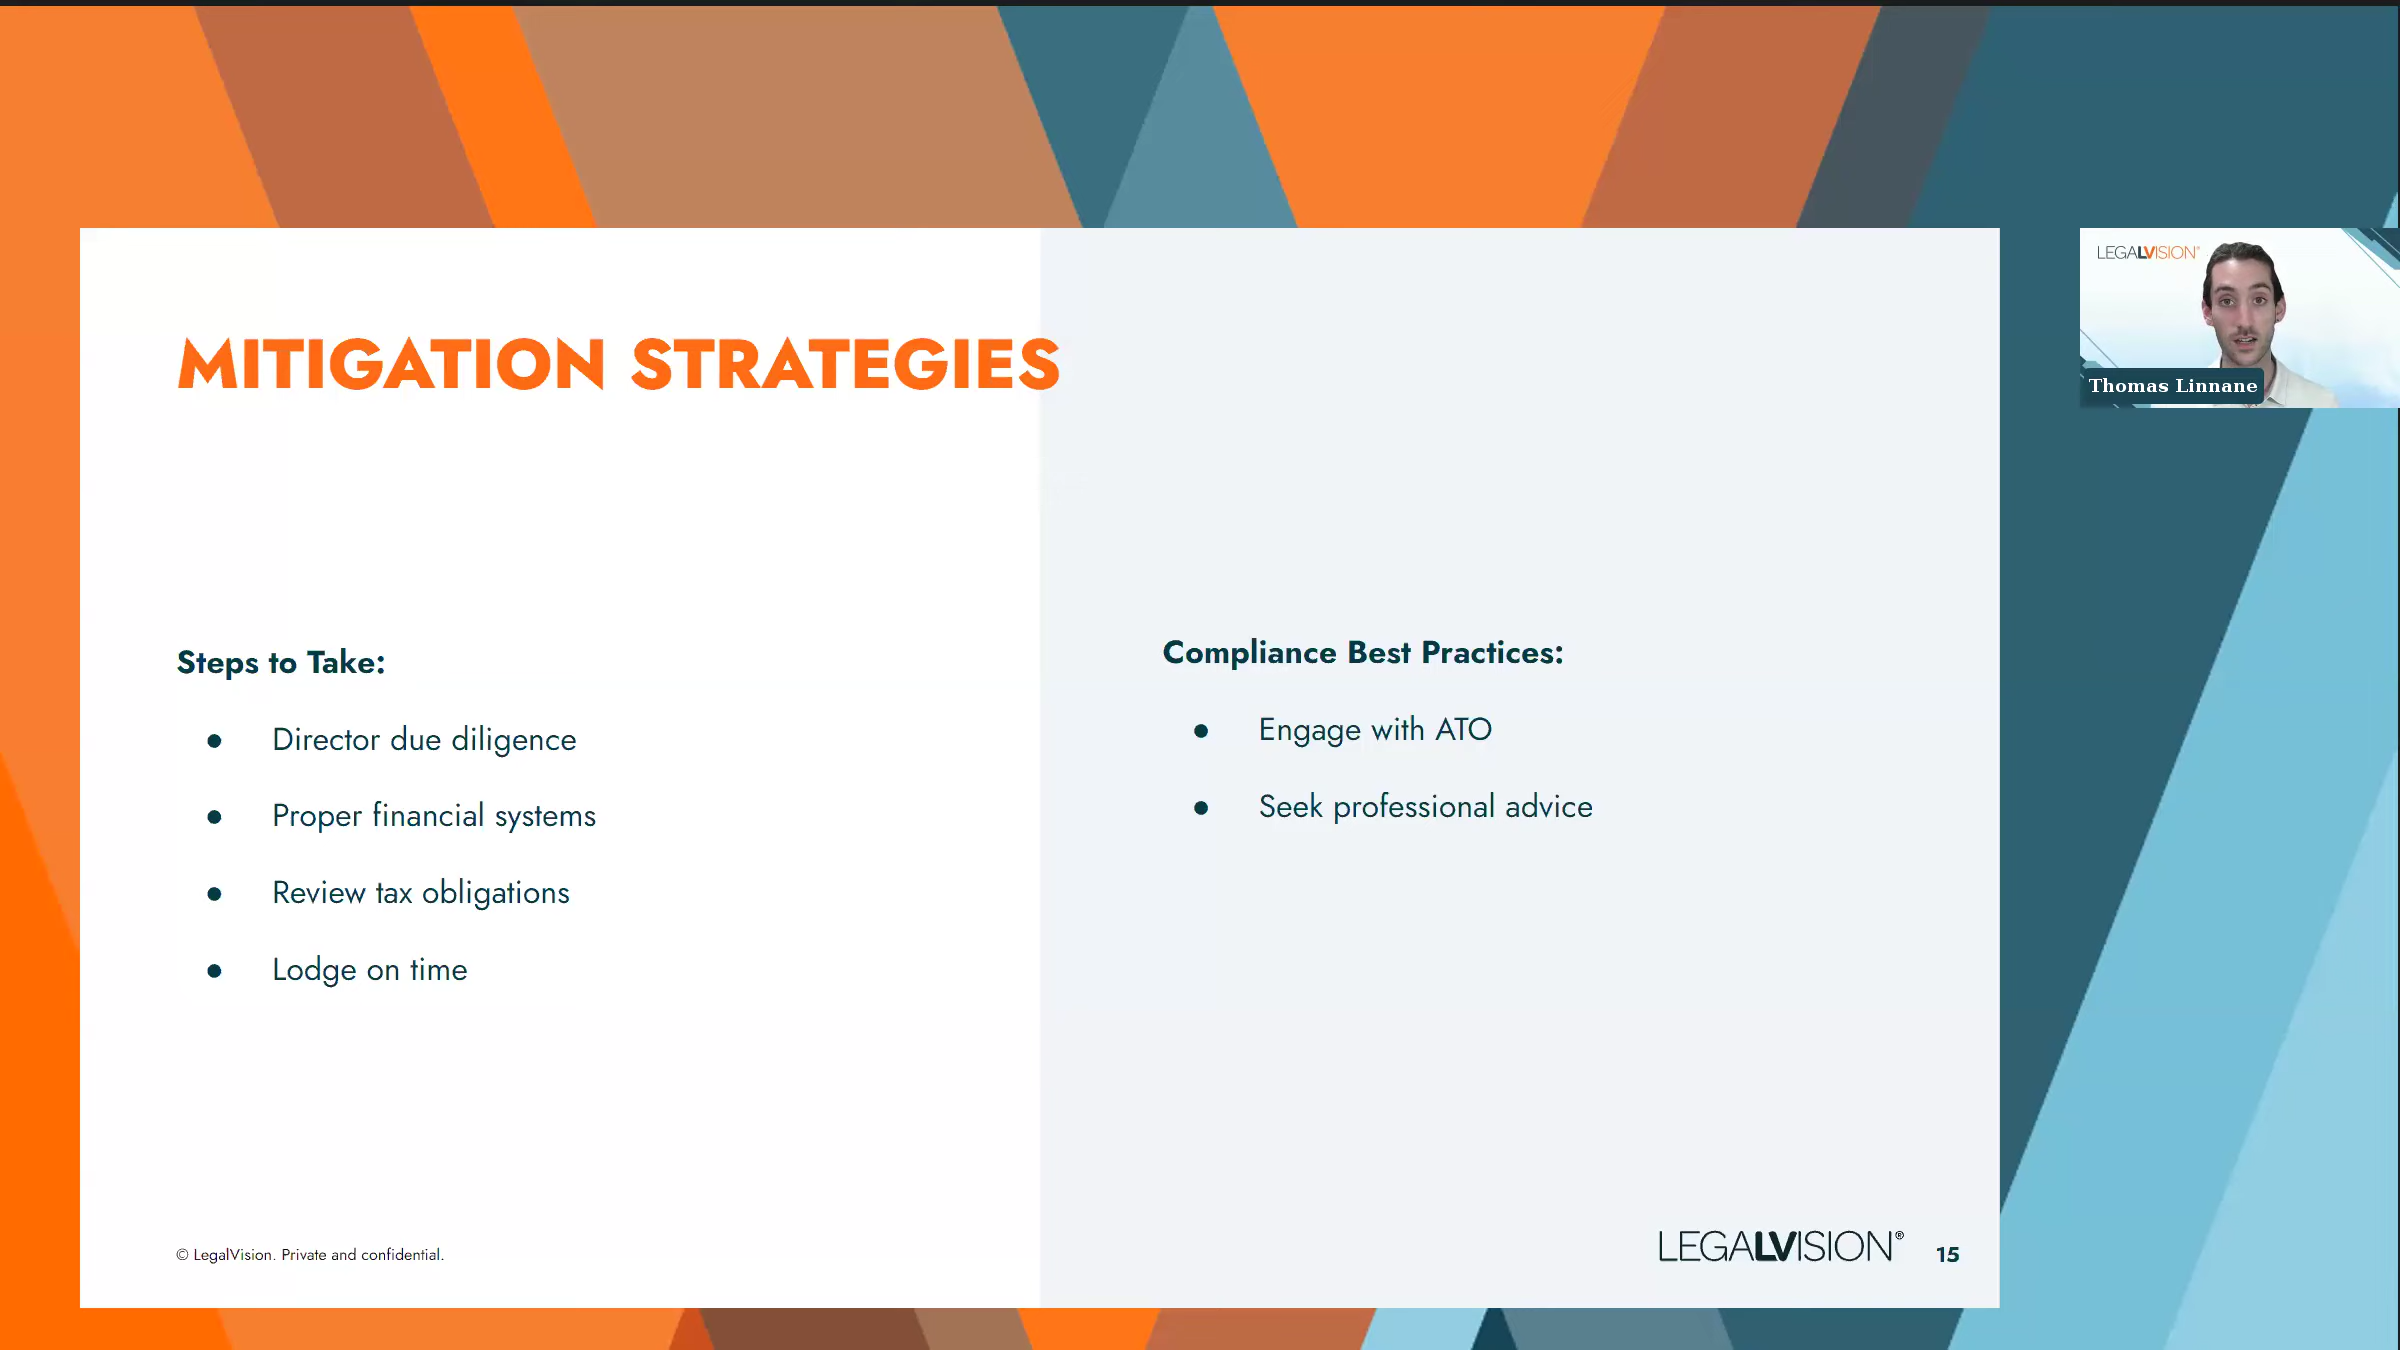 MITIGATION STRATEGIES
Steps to Take:
● Director due diligence
● Proper financial systems
● Review tax obligations
● Lodge on time
Compliance Best Practices:
● Engage with ATO
● Seek professional advice
© LegalVision. Private and confidential.
LEGALVISION®
15
LEGALVISION®
Thomas Linnane